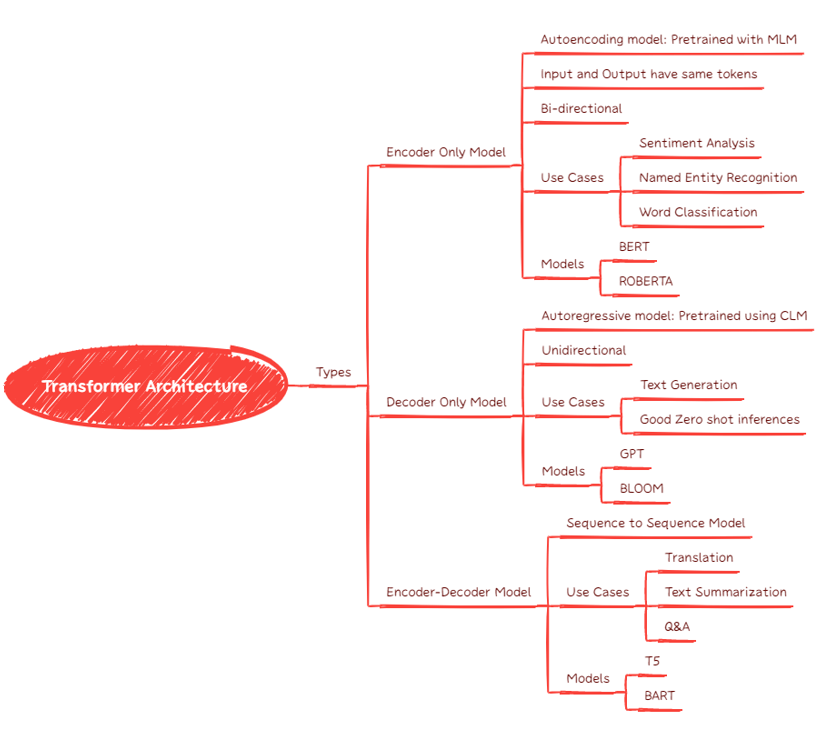 Transformer Architecture
Types
Encoder Only Model
Autoencoding model: Pretrained with MLM
Input and Output have same tokens
Bi-directional
Use Cases
Sentiment Analysis
Named Entity Recognition
Word Classification
Models
BERT
ROBERTA
Decoder Only Model
Autoregressive model: Pretrained using CLM
Unidirectional
Use Cases
Text Generation
Good Zero shot inferences
Models
GPT
BLOOM
Encoder-Decoder Model
Sequence to Sequence Model
Use Cases
Translation
Text Summarization
Q&A
Models
T5
BART